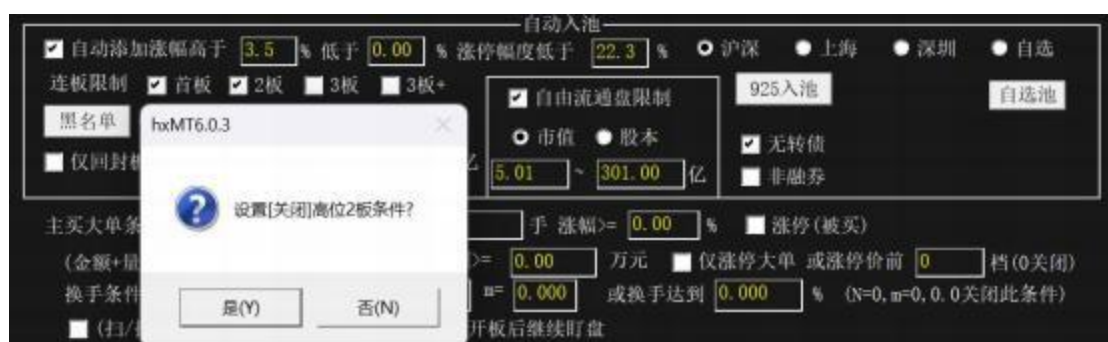 自动入池
自动添加涨幅高于 3.5 % 低于 0.00 % 涨停幅度低于 22.3 % 沪深 上海 深圳 自选
连板限制 首板 2板 3板 3板+ 自由流通盘限制 925入池 自选池
黑名单 hxMT6.0.3 市值 股本 无转债
仅回封 亿 5.01 ~ 301.00 亿 非融券
设置[关闭]高位2板条件?
主买大单条 手 涨幅>= 0.00 % 涨停(被买)
(金额+量 >= 0.00 万元 仅涨停大单 或涨停价前 0 档(0关闭)
换手条件 m= 0.000 或换手达到 0.000 % (N=0,m=0,0.0关闭此条件)
是(Y) 否(N)
(扫/ 开板后继续盯盘